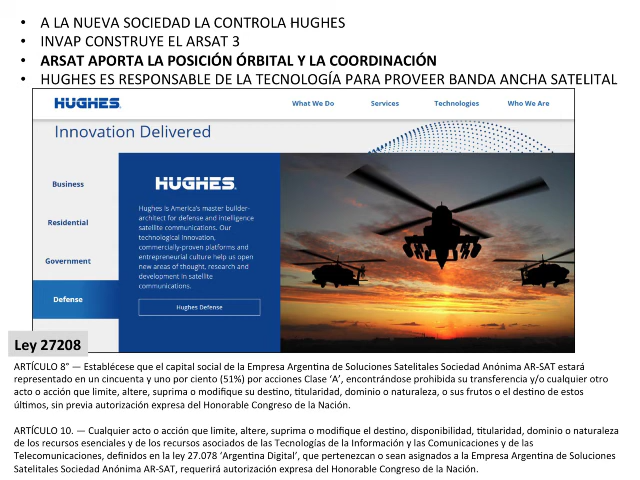 • A LA NUEVA SOCIEDAD LA CONTROLA HUGHES
• INVAP CONSTRUYE EL ARSAT 3
• ARSAT APORTA LA POSICIÓN ÓRBITAL Y LA COORDINACIÓN
• HUGHES ES RESPONSABLE DE LA TECNOLOGÍA PARA PROVEER BANDA ANCHA SATELITAL
HUGHES.
What We Do Services Technologies Who We Are
Innovation Delivered
Business
Residential
Government
Defense
HUGHES.
Hughes is America's master builder-
architect for defense and intelligence
satellite communications. Our
technological innovation,
commercially-proven platforms and
entrepreneurial culture help us open
new areas of thought, research and
development in satellite
communications.
Hughes Defense
Ley 27208
ARTÍCULO 8° — Establécese que el capital social de la Empresa Argentina de Soluciones Satelitales Sociedad Anónima AR-SAT estará
representado en un cincuenta y uno por ciento (51%) por acciones Clase ‘A’, encontrándose prohibida su transferencia y/o cualquier otro
acto o acción que limite, altere, suprima o modifique su destino, titularidad, dominio o naturaleza, o sus frutos o el destino de estos
últimos, sin previa autorización expresa del Honorable Congreso de la Nación.
ARTÍCULO 10. — Cualquier acto o acción que limite, altere, suprima o modifique el destino, disponibilidad, titularidad, dominio o naturaleza
de los recursos esenciales y de los recursos asociados de las Tecnologías de la Información y las Comunicaciones y de las
Telecomunicaciones, definidos en la ley 27.078 ‘Argentina Digital’, que pertenezcan o sean asignados a la Empresa Argentina de Soluciones
Satelitales Sociedad Anónima AR-SAT, requerirá autorización expresa del Honorable Congreso de la Nación.